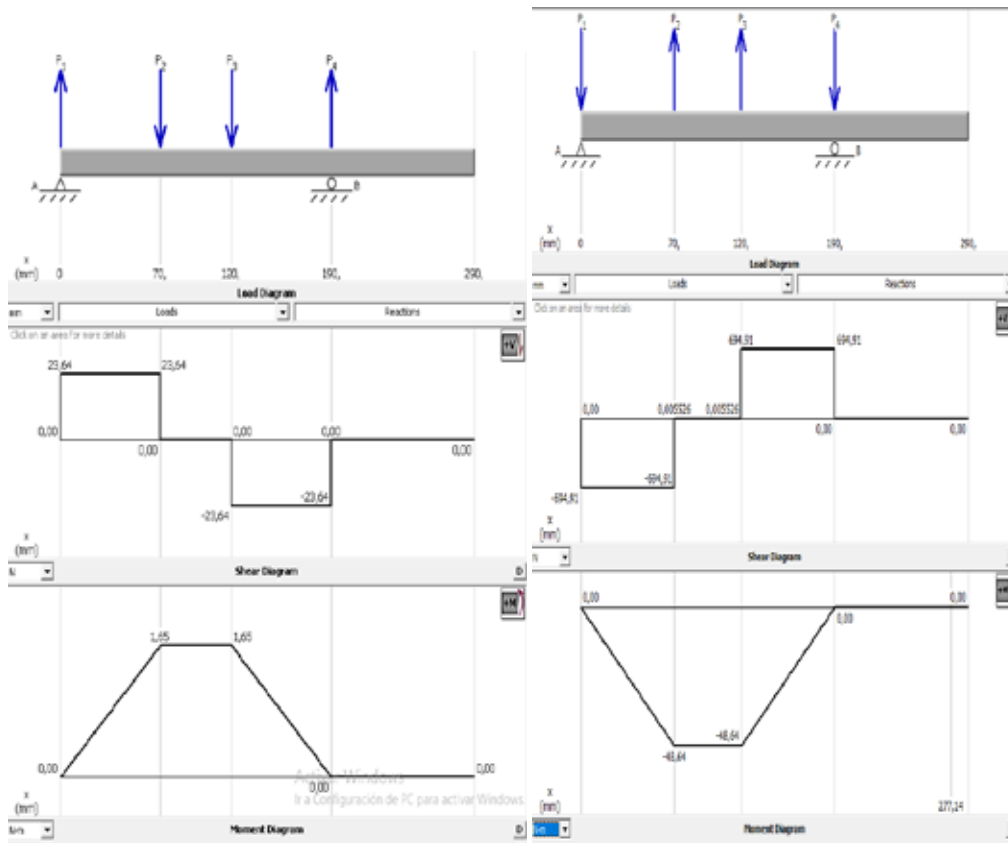 P1 P2 P3 P4
A B
x
(mm) 0 70, 120, 190, 290,
Load Diagram
Loads Reactions
Click on an area for more details
+V
23,64 23,64
0,00 0,00 0,00 0,00 0,00
-23,64 -23,64
x
(mm)
Shear Diagram
+M
1,65 1,65
0,00 0,00 0,00
Activar Windows
Ir a Configuración de PC para activar Windows.
x
(mm)
Moment Diagram
P1 P2 P3 P4
A B
x
(mm) 0 70, 120, 190, 290,
Load Diagram
Loads Reactions
Click on an area for more details
694,91 694,91
0,00 0,005526 0,005526 0,00 0,00
-694,91 -694,91
x
(mm)
Shear Diagram
0,00 0,00
0,00
-48,64 -48,64
x
(mm) 277,14
Moment Diagram